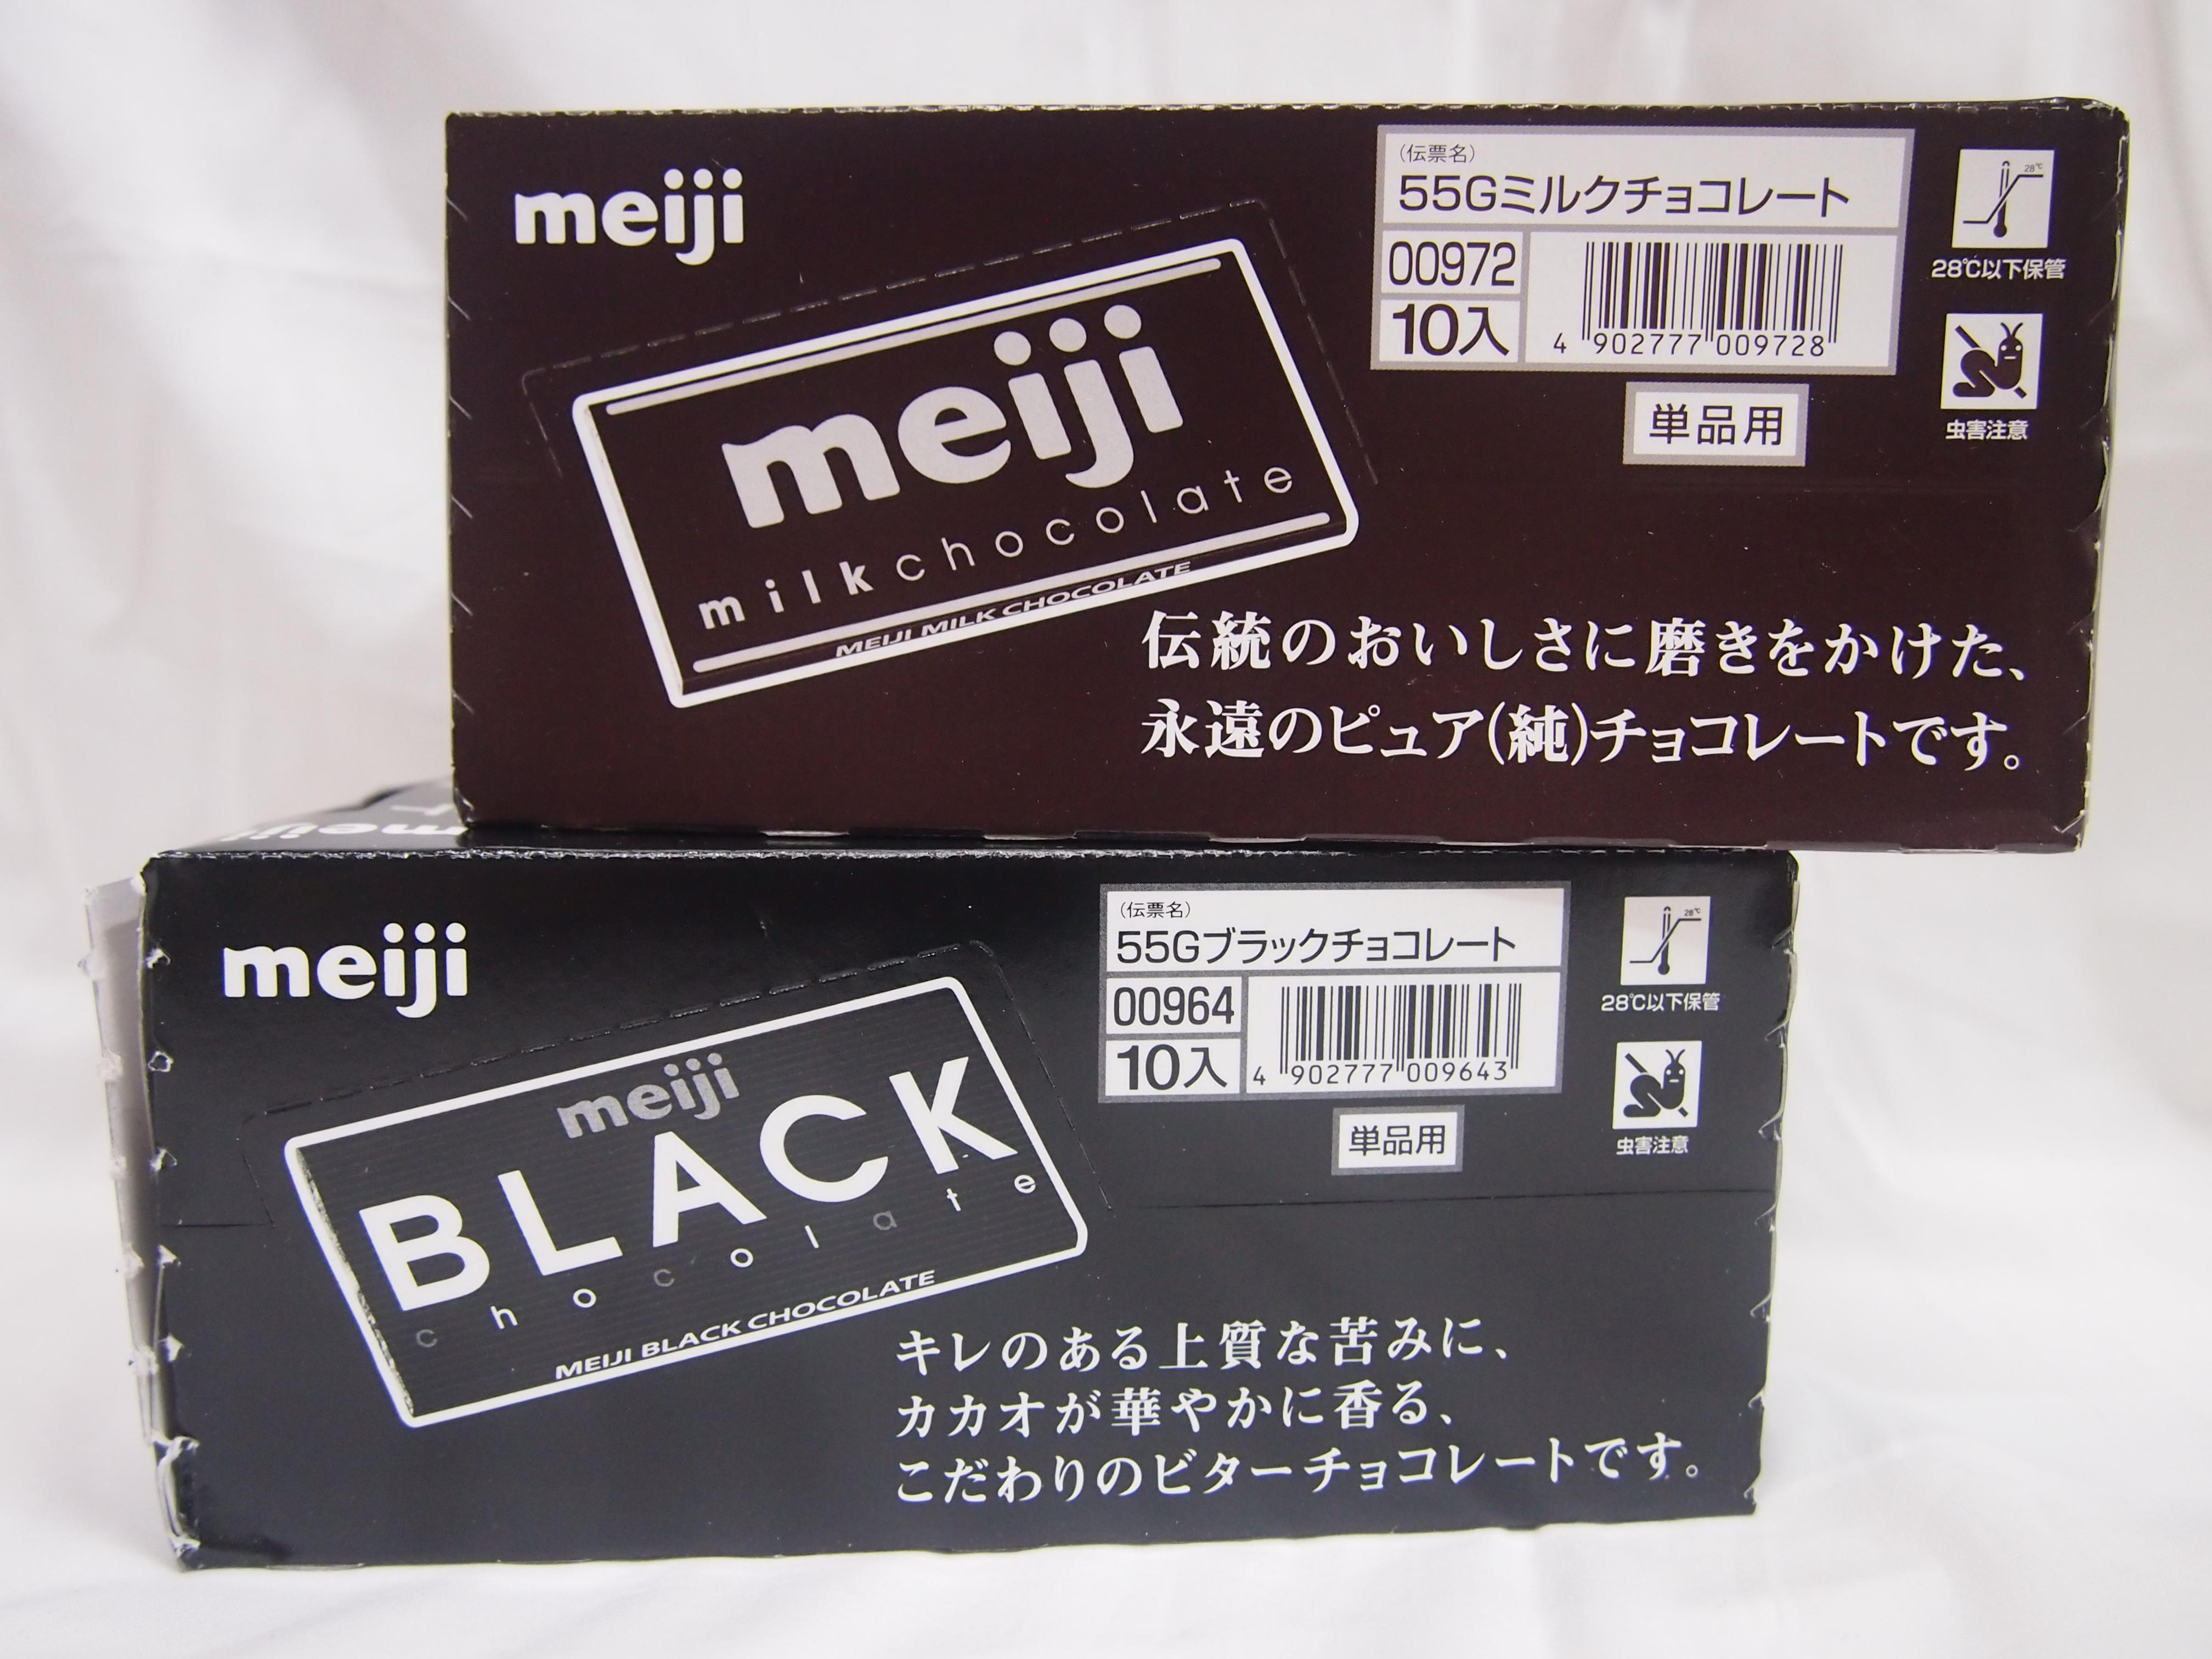 meiji
(伝票名)
55Gミルクチョコレート
00972
10入
4 902777 009728
単品用
28℃
28℃以下保管
虫害注意
meiji
milkchocolate
MEIJI MILK CHOCOLATE
伝統のおいしさに磨きをかけた、
永遠のピュア(純)チョコレートです。
meiji
meiji
(伝票名)
55Gブラックチョコレート
00964
10入
4 902777 009643
単品用
28℃
28℃以下保管
虫害注意
meiji
BLACK
chocolate
MEIJI BLACK CHOCOLATE
キレのある上質な苦みに、
カカオが華やかに香る、
こだわりのビターチョコレートです。